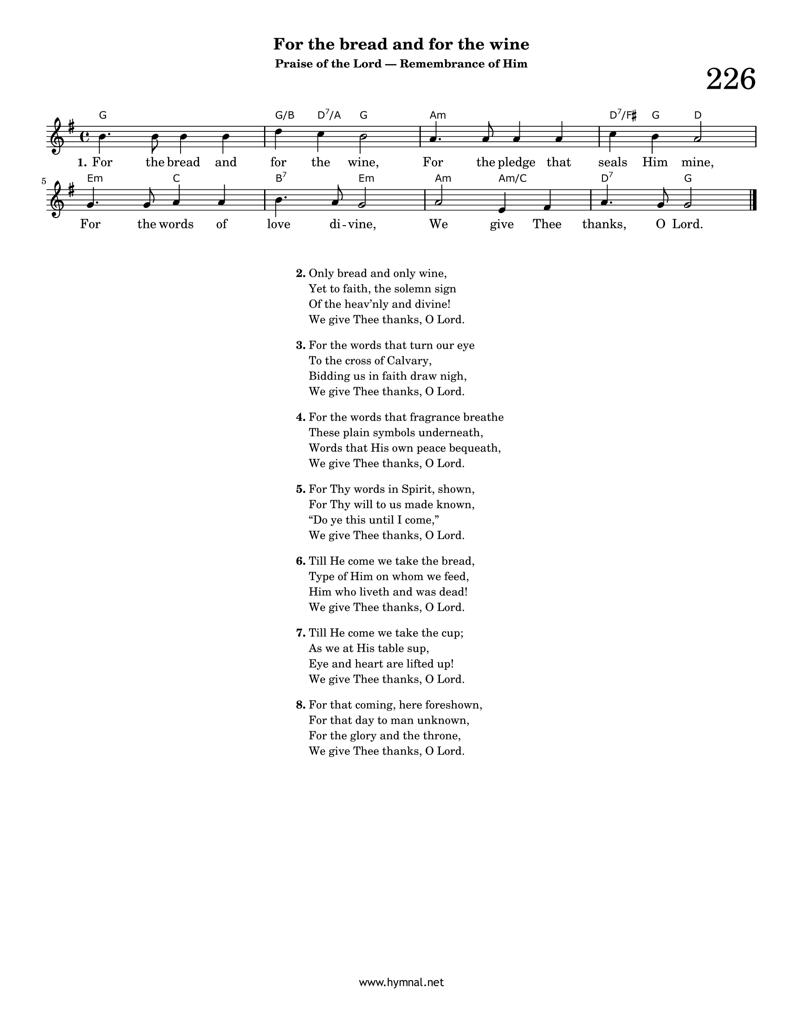 For the bread and for the wine
Praise of the Lord — Remembrance of Him
226
G G/B D7/A G Am D7/F♯ G D
1. For the bread and for the wine, For the pledge that seals Him mine,
5
Em C B7 Em Am Am/C D7 G
For the words of love di-vine, We give Thee thanks, O Lord.
2. Only bread and only wine,
Yet to faith, the solemn sign
Of the heav’nly and divine!
We give Thee thanks, O Lord.
3. For the words that turn our eye
To the cross of Calvary,
Bidding us in faith draw nigh,
We give Thee thanks, O Lord.
4. For the words that fragrance breathe
These plain symbols underneath,
Words that His own peace bequeath,
We give Thee thanks, O Lord.
5. For Thy words in Spirit, shown,
For Thy will to us made known,
“Do ye this until I come,”
We give Thee thanks, O Lord.
6. Till He come we take the bread,
Type of Him on whom we feed,
Him who liveth and was dead!
We give Thee thanks, O Lord.
7. Till He come we take the cup;
As we at His table sup,
Eye and heart are lifted up!
We give Thee thanks, O Lord.
8. For that coming, here foreshown,
For that day to man unknown,
For the glory and the throne,
We give Thee thanks, O Lord.
www.hymnal.net